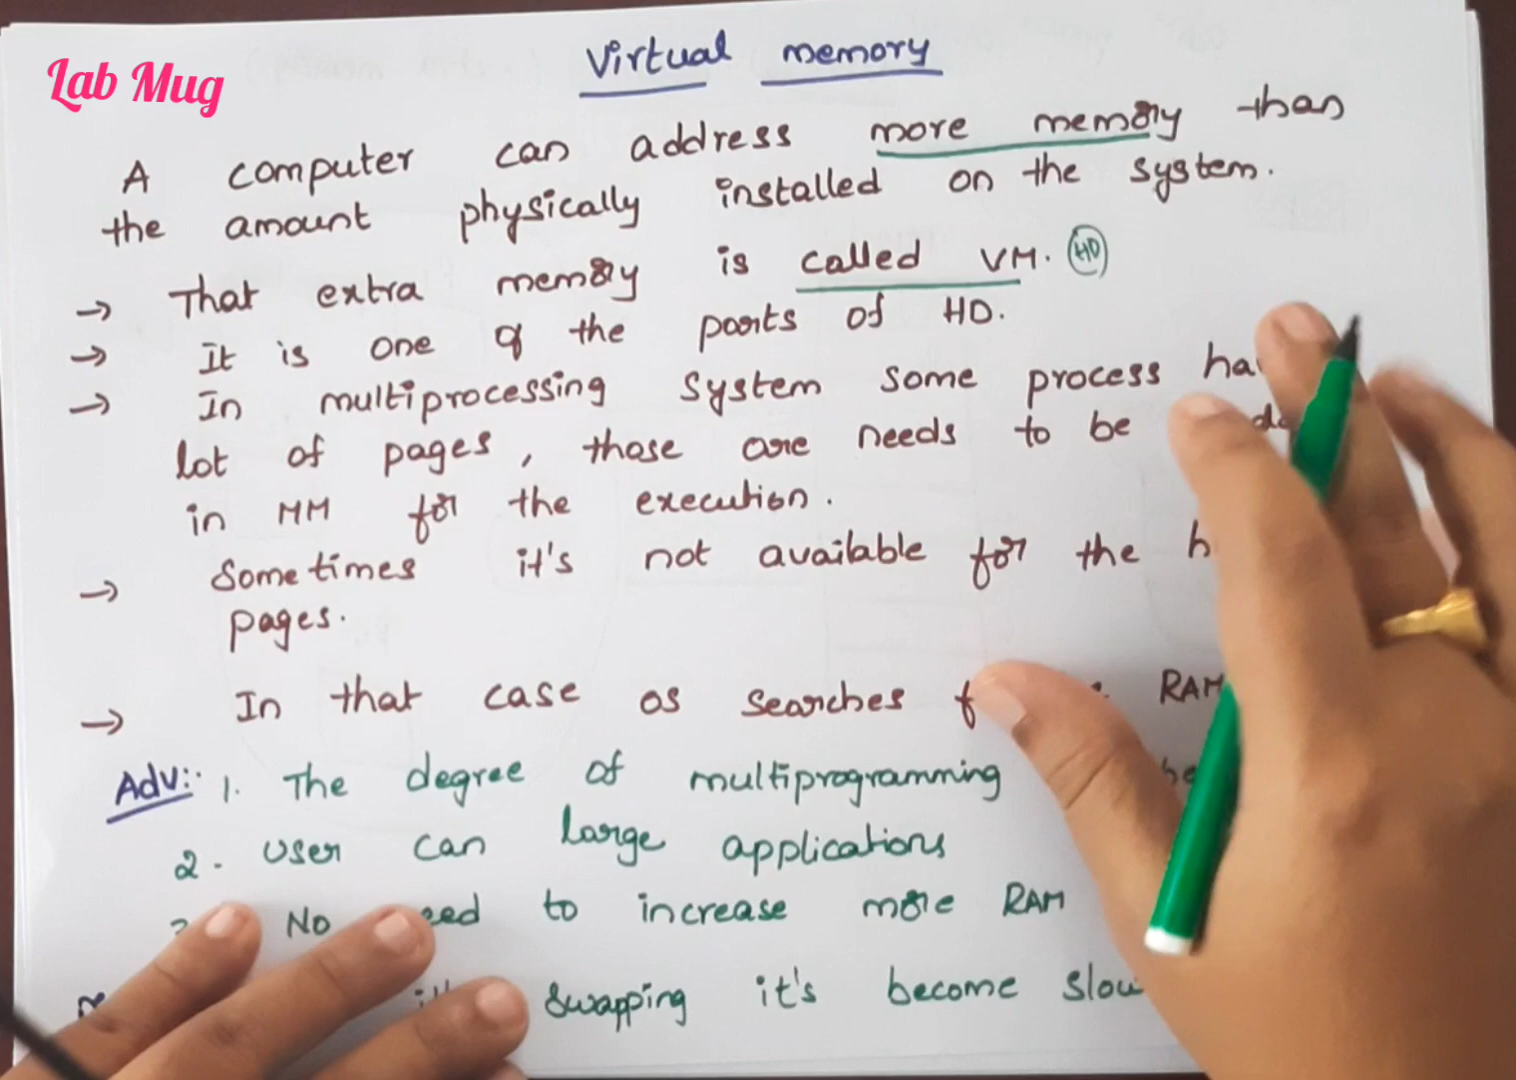 Lab Mug
Virtual memory
A computer can address more memory than
the amount physically installed on the system.
→ That extra memory is called VM. HD
→ It is one of the parts of HD.
→ In multiprocessing system some process
lot of pages, those are needs to be
in MM for the execution.
→ Sometimes it's not available for the
pages.
→ In that case os searches RAM
Adv:- 1. The degree of multiprogramming
2. User can large applications
No to increase more RAM
swapping it's become slow